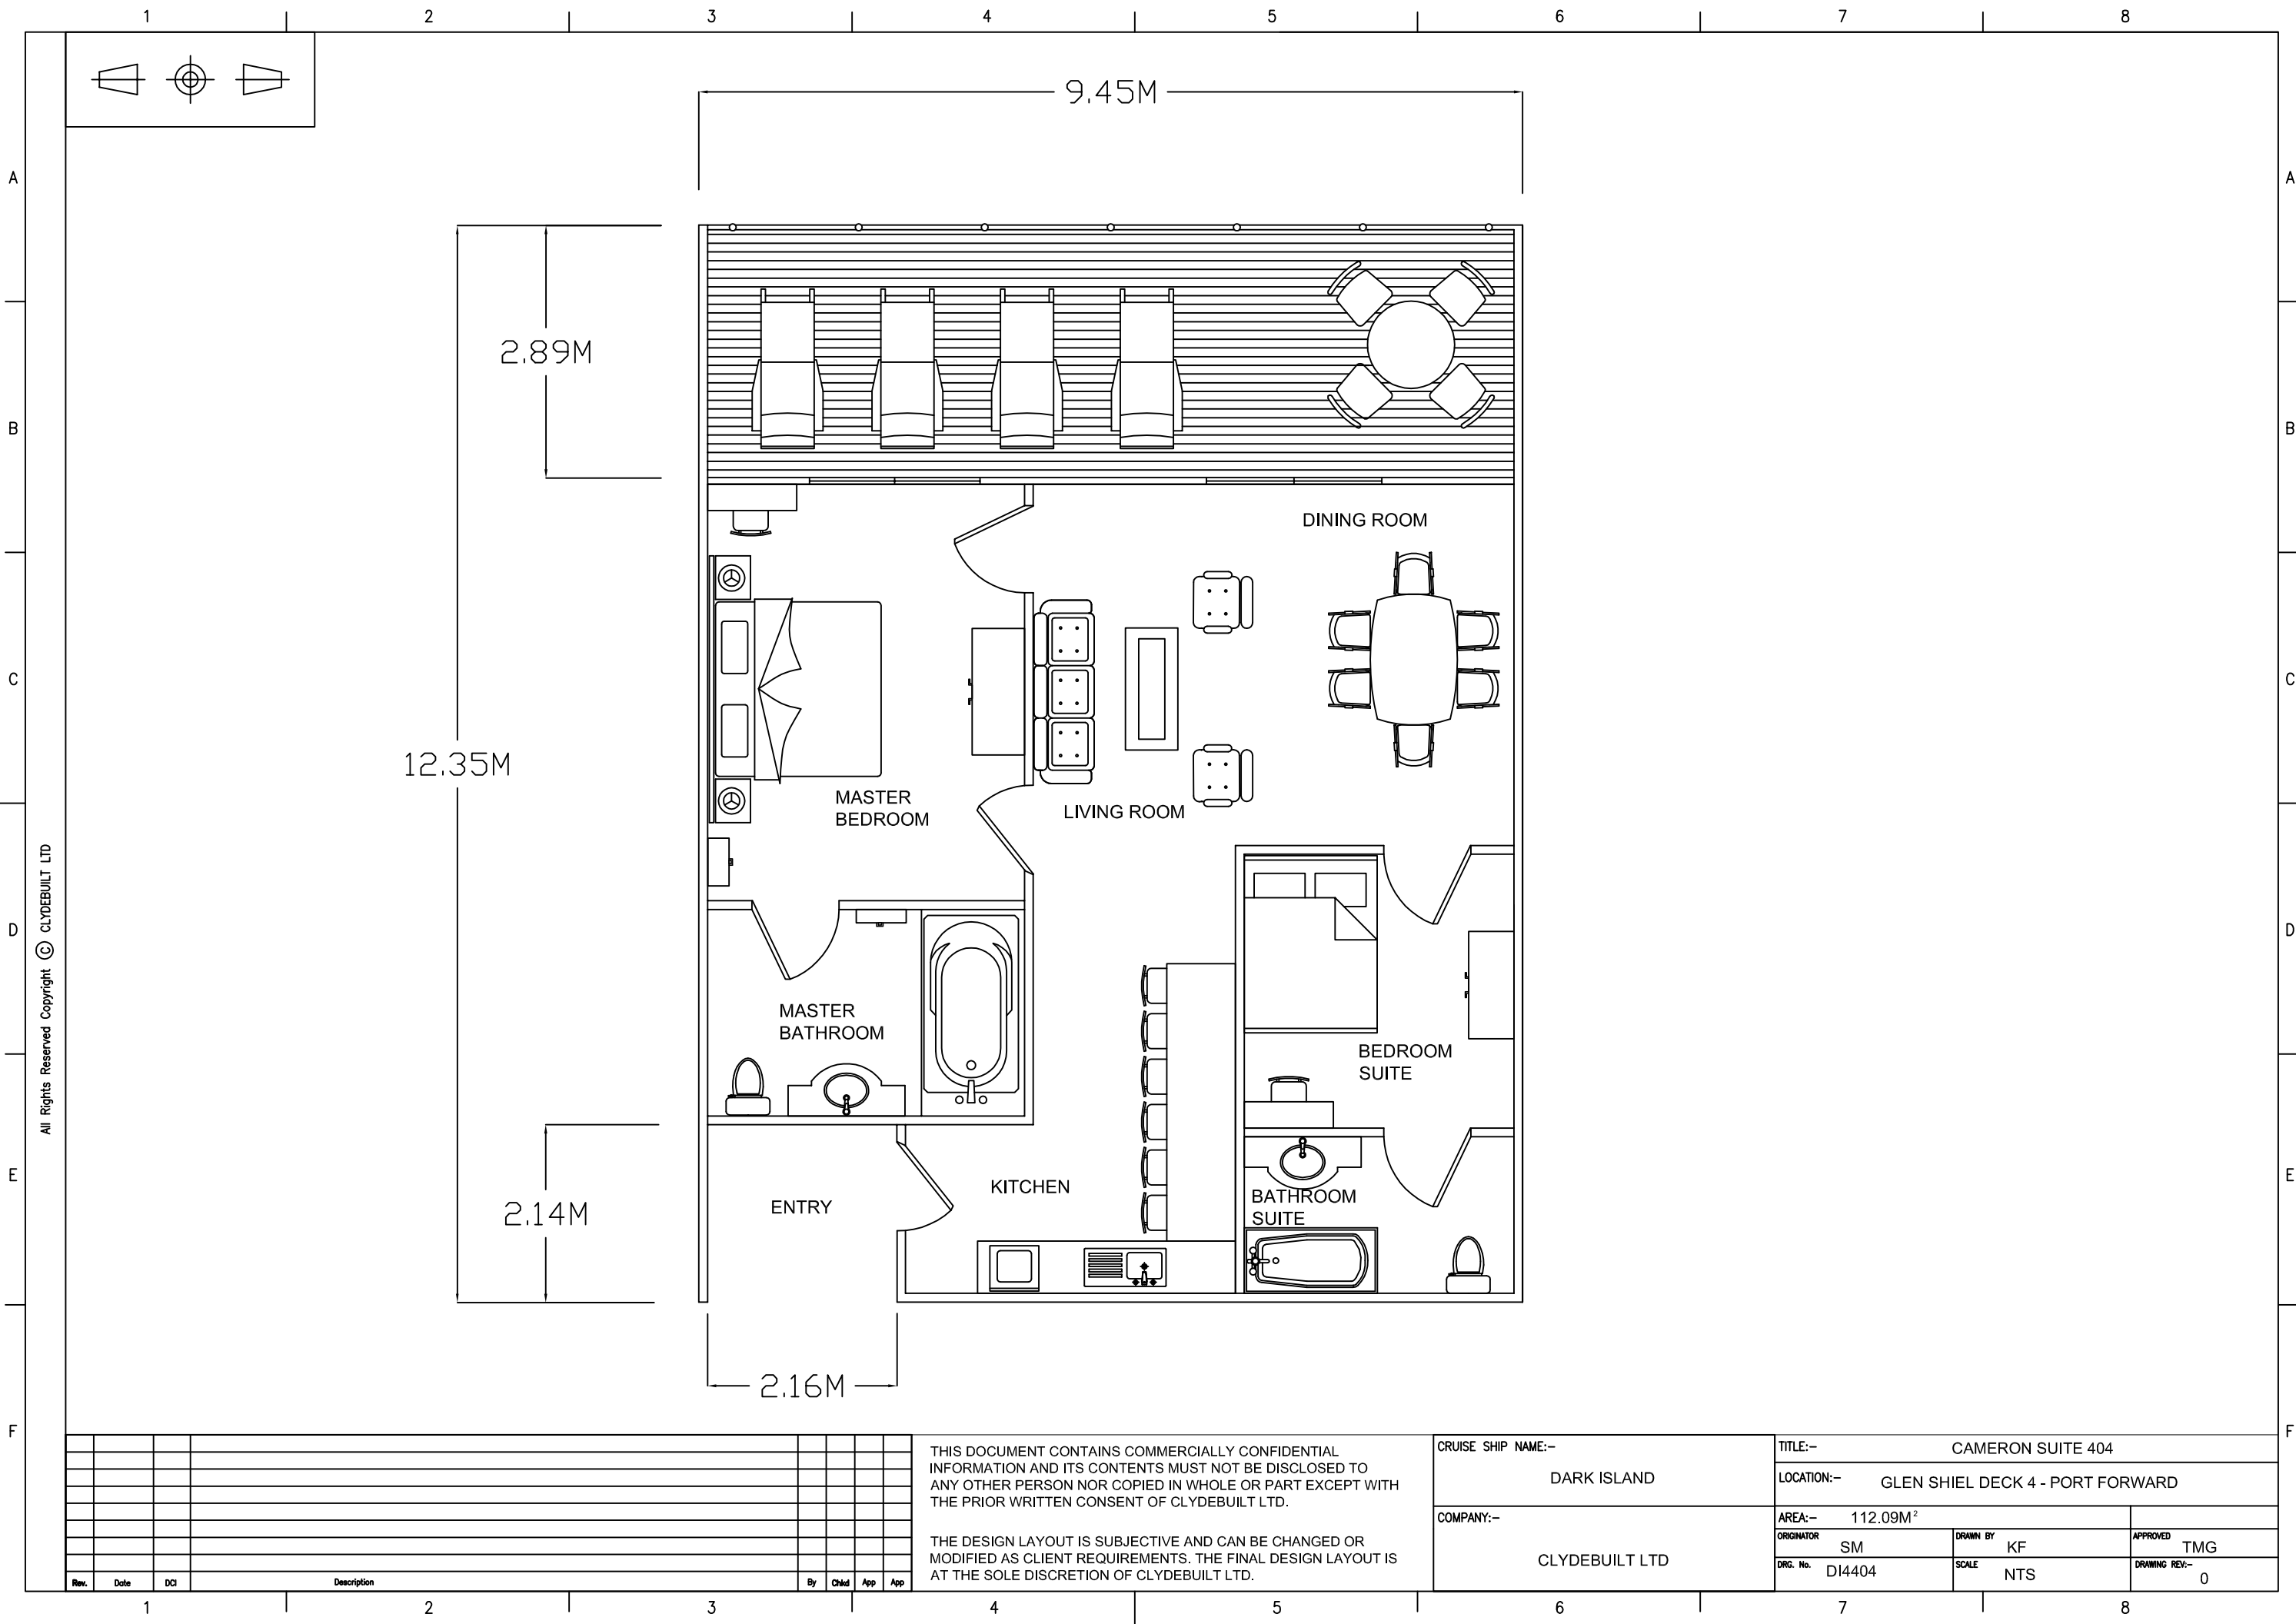 1 2 3 4 5 6 7 8
A A
B B
C C
D D
E E
F F
9.45M
2.89M
12.35M
2.14M
2.16M
DINING ROOM
MASTER
BEDROOM
LIVING ROOM
MASTER
BATHROOM
BEDROOM
SUITE
KITCHEN
ENTRY
BATHROOM
SUITE
All Rights Reserved Copyright © CLYDEBUILT LTD
Rev. Date DCI Description By Chkd App App
THIS DOCUMENT CONTAINS COMMERCIALLY CONFIDENTIAL
INFORMATION AND ITS CONTENTS MUST NOT BE DISCLOSED TO
ANY OTHER PERSON NOR COPIED IN WHOLE OR PART EXCEPT WITH
THE PRIOR WRITTEN CONSENT OF CLYDEBUILT LTD.
THE DESIGN LAYOUT IS SUBJECTIVE AND CAN BE CHANGED OR
MODIFIED AS CLIENT REQUIREMENTS. THE FINAL DESIGN LAYOUT IS
AT THE SOLE DISCRETION OF CLYDEBUILT LTD.
CRUISE SHIP NAME:-
DARK ISLAND
COMPANY:-
CLYDEBUILT LTD
TITLE:- CAMERON SUITE 404
LOCATION:- GLEN SHIEL DECK 4 - PORT FORWARD
AREA:- 112.09M²
ORIGINATOR SM DRAWN BY KF APPROVED TMG
DRG. No. DI4404 SCALE NTS DRAWING REV:- 0
1 2 3 4 5 6 7 8